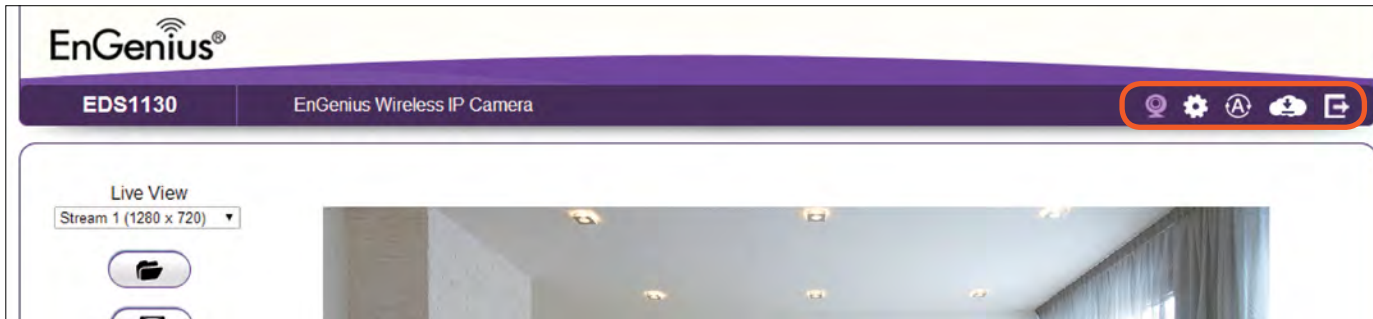 EnGenius®
EDS1130
EnGenius Wireless IP Camera
A
Live View
Stream 1 (1280 x 720)